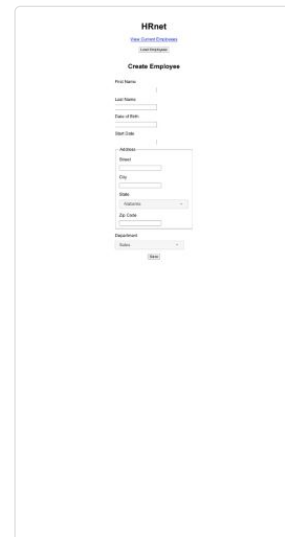 HRnet
View Current Employees
Load Employees
Create Employee
First Name
Last Name
Date of Birth
Start Date
Address
Street
City
State
Alabama
Zip Code
Department
Sales
Save